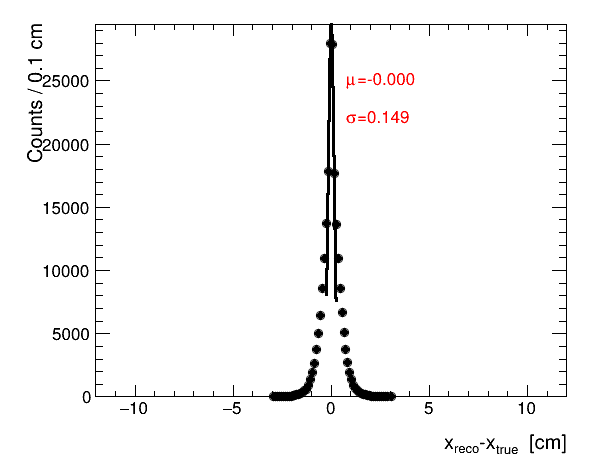 Counts / 0.1 cm
25000
20000
15000
10000
5000
0
μ=-0.000
σ=0.149
−10 −5 0 5 10
x_reco-x_true [cm]